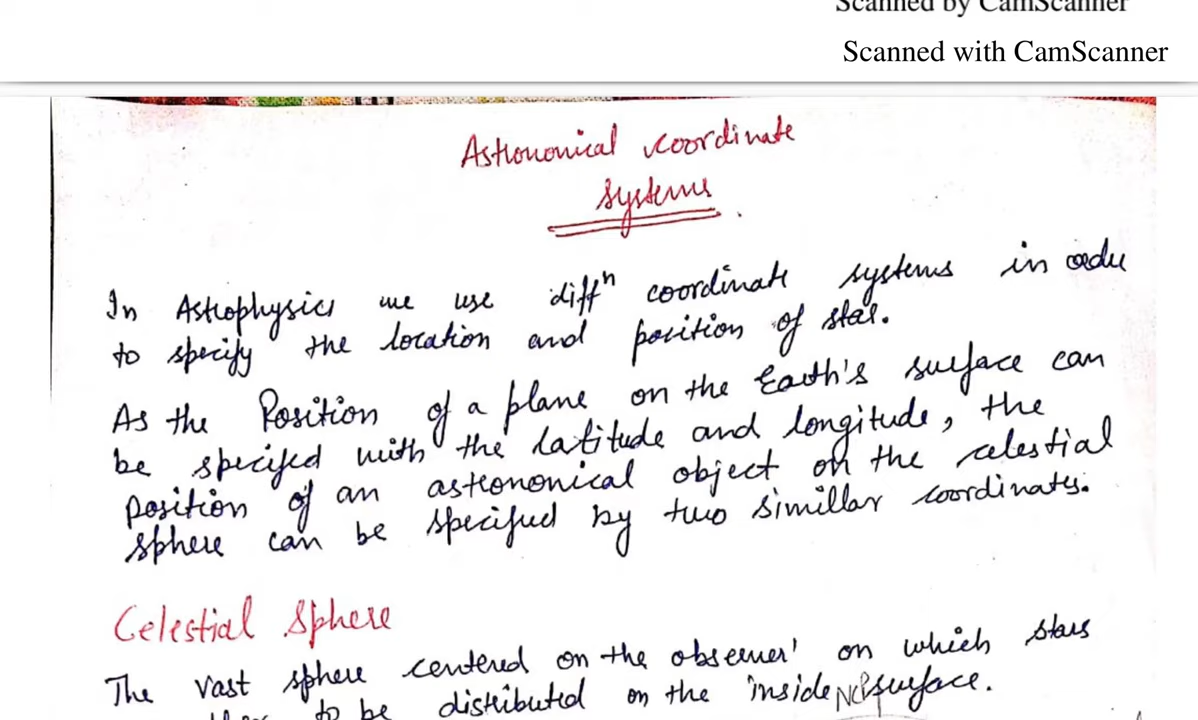 Scanned by CamScanner
Scanned with CamScanner
Astronomical coordinate
systems
In Astrophysics we use diffⁿ coordinate systems in order
to specify the location and position of star.
As the Position of a plane on the Earth's surface can
be specified with the latitude and longitude, the
position of an astronomical object on the celestial
sphere can be specified by two simillar coordinates.
Celestial Sphere
The vast sphere centered on the observer' on which stars
to be distributed on the inside surface.